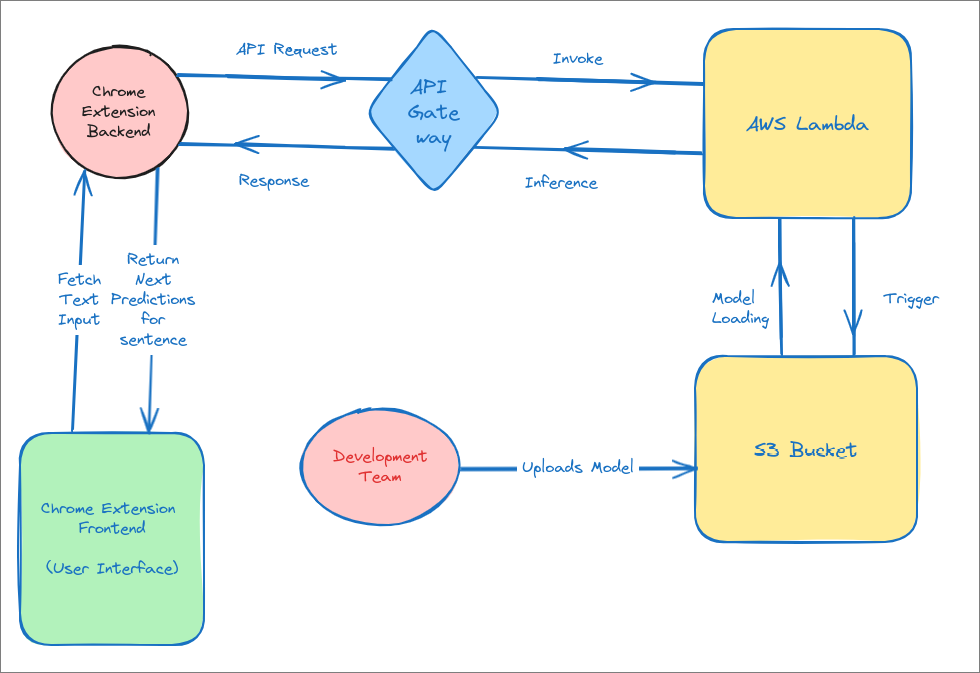 API Request
Invoke
Chrome
Extension
Backend
API
Gate
way
AWS Lambda
Response
Inference
Fetch
Text
Input
Return
Next
Predictions
for
sentence
Model
Loading
Trigger
Development
Team
Uploads Model
S3 Bucket
Chrome Extension
Frontend
(User Interface)